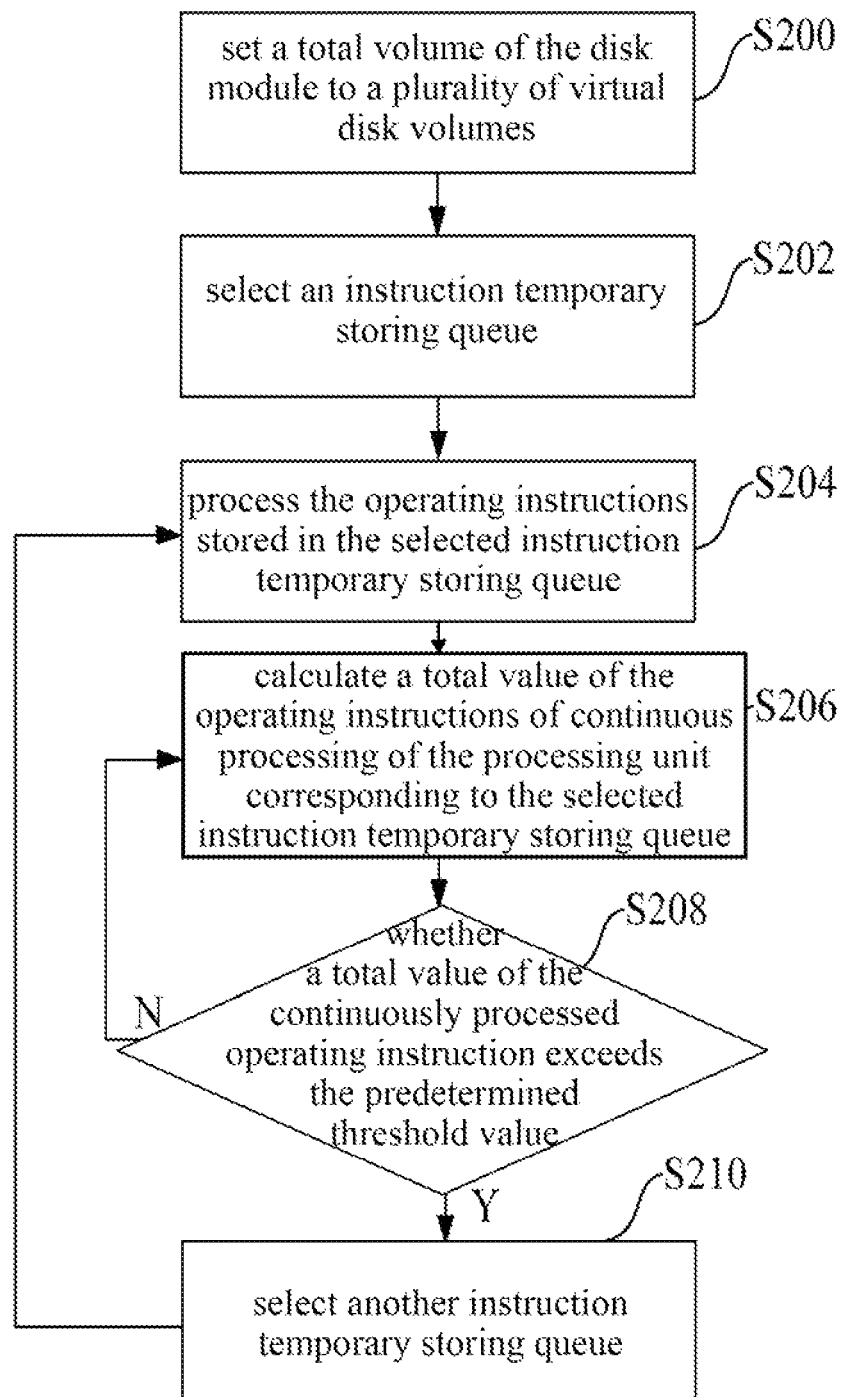 set a total volume of the disk
module to a plurality of virtual
disk volumes
S200
select an instruction temporary
storing queue
S202
process the operating instructions
stored in the selected instruction
temporary storing queue
S204
calculate a total value of the
operating instructions of continuous
processing of the processing unit
corresponding to the selected
instruction temporary storing queue
S206
whether
a total value of the
continuously processed
operating instruction exceeds
the predetermined
threshold value
S208
N
Y
S210
select another instruction
temporary storing queue